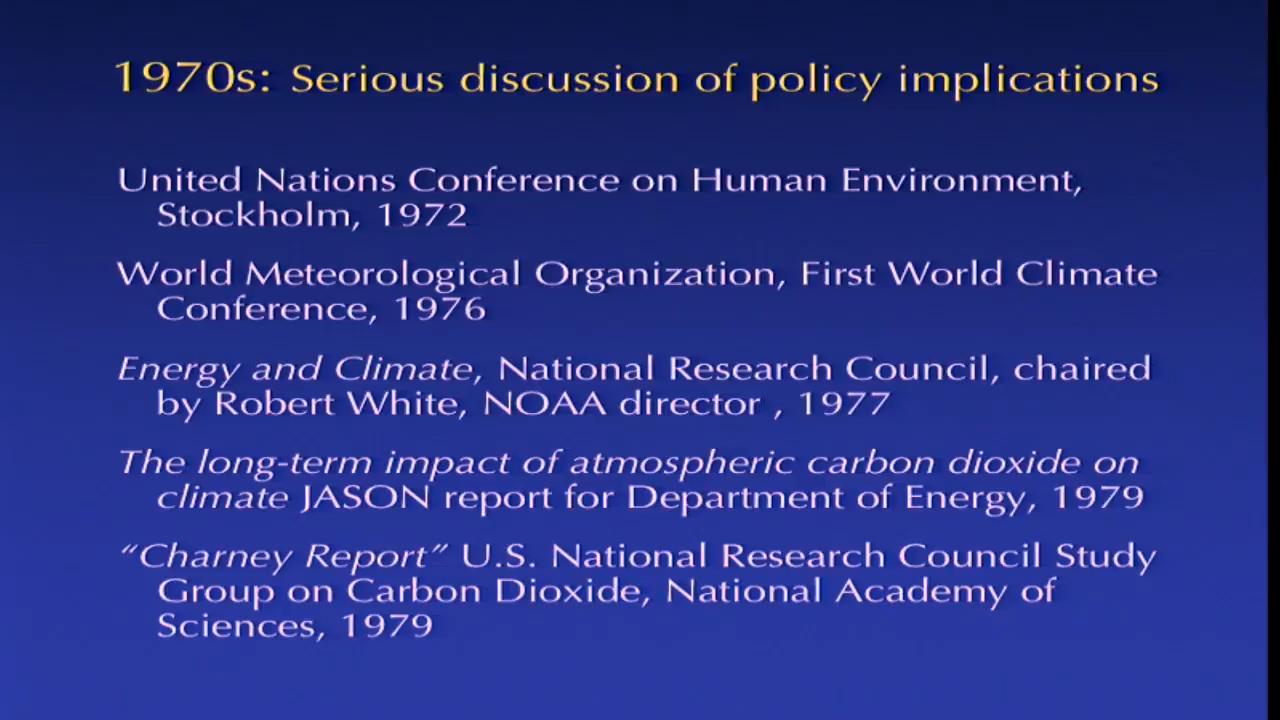 1970s: Serious discussion of policy implications
United Nations Conference on Human Environment,
Stockholm, 1972
World Meteorological Organization, First World Climate
Conference, 1976
Energy and Climate, National Research Council, chaired
by Robert White, NOAA director , 1977
The long-term impact of atmospheric carbon dioxide on
climate JASON report for Department of Energy, 1979
“Charney Report” U.S. National Research Council Study
Group on Carbon Dioxide, National Academy of
Sciences, 1979